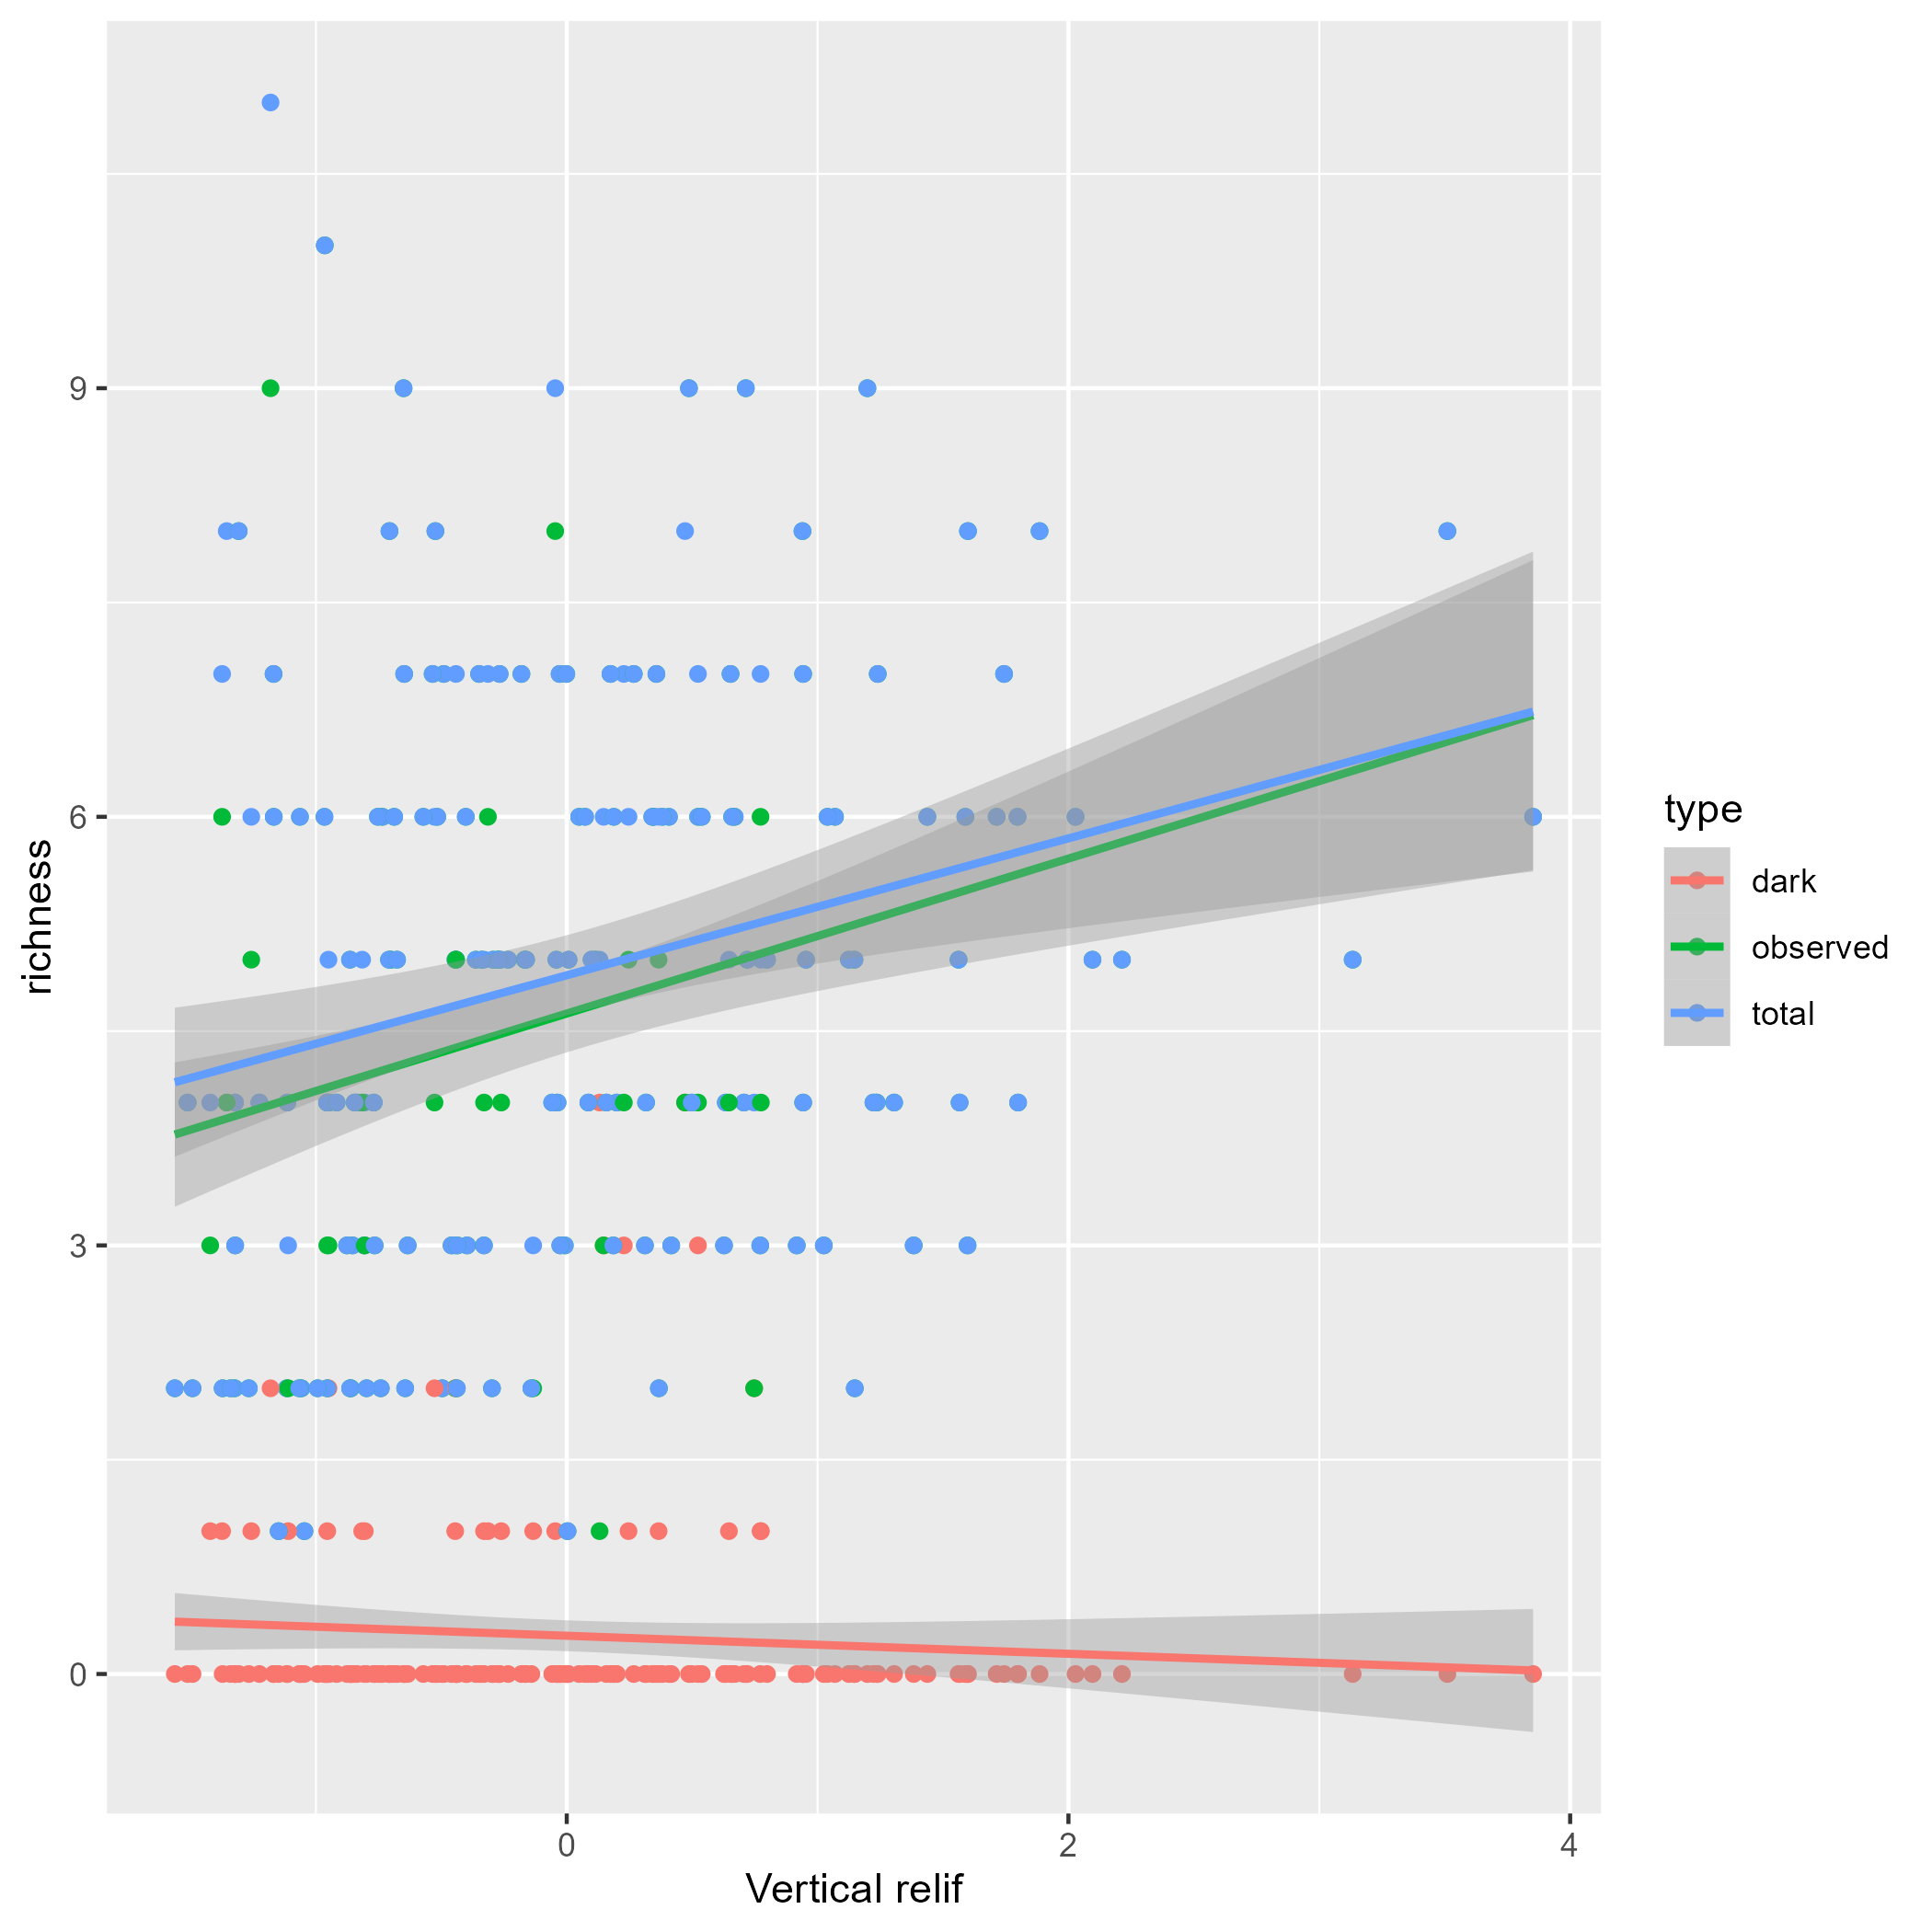 richness
9
6
3
0
0
2
4
Vertical relif
type
dark
observed
total